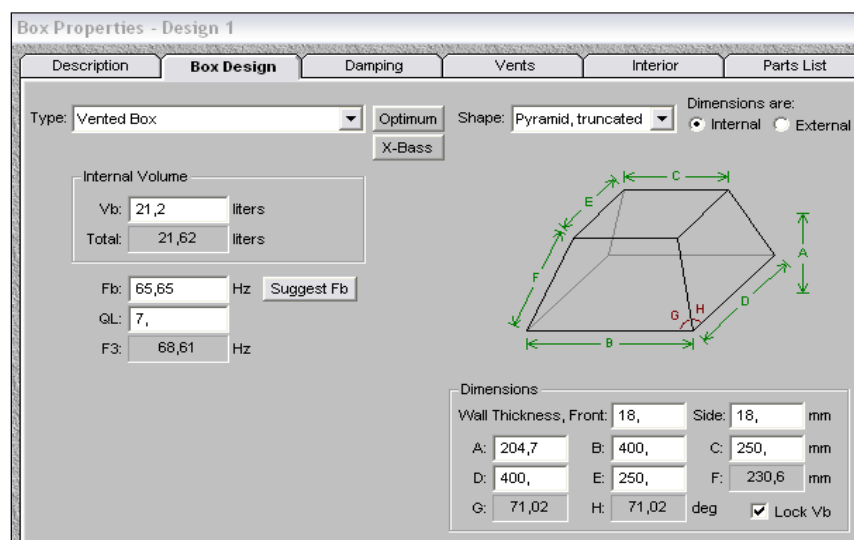 Box Properties - Design 1
Description Box Design Damping Vents Interior Parts List
Type: Vented Box Optimum Shape: Pyramid, truncated Dimensions are:
Internal External
X-Bass
Internal Volume
Vb: 21,2 liters
Total: 21,62 liters
Fb: 65,65 Hz Suggest Fb
QL: 7,
F3: 68,61 Hz
C
E
A
F
G H
D
B
Dimensions
Wall Thickness, Front: 18, Side: 18, mm
A: 204,7 B: 400, C: 250, mm
D: 400, E: 250, F: 230,6 mm
G: 71,02 H: 71,02 deg Lock Vb